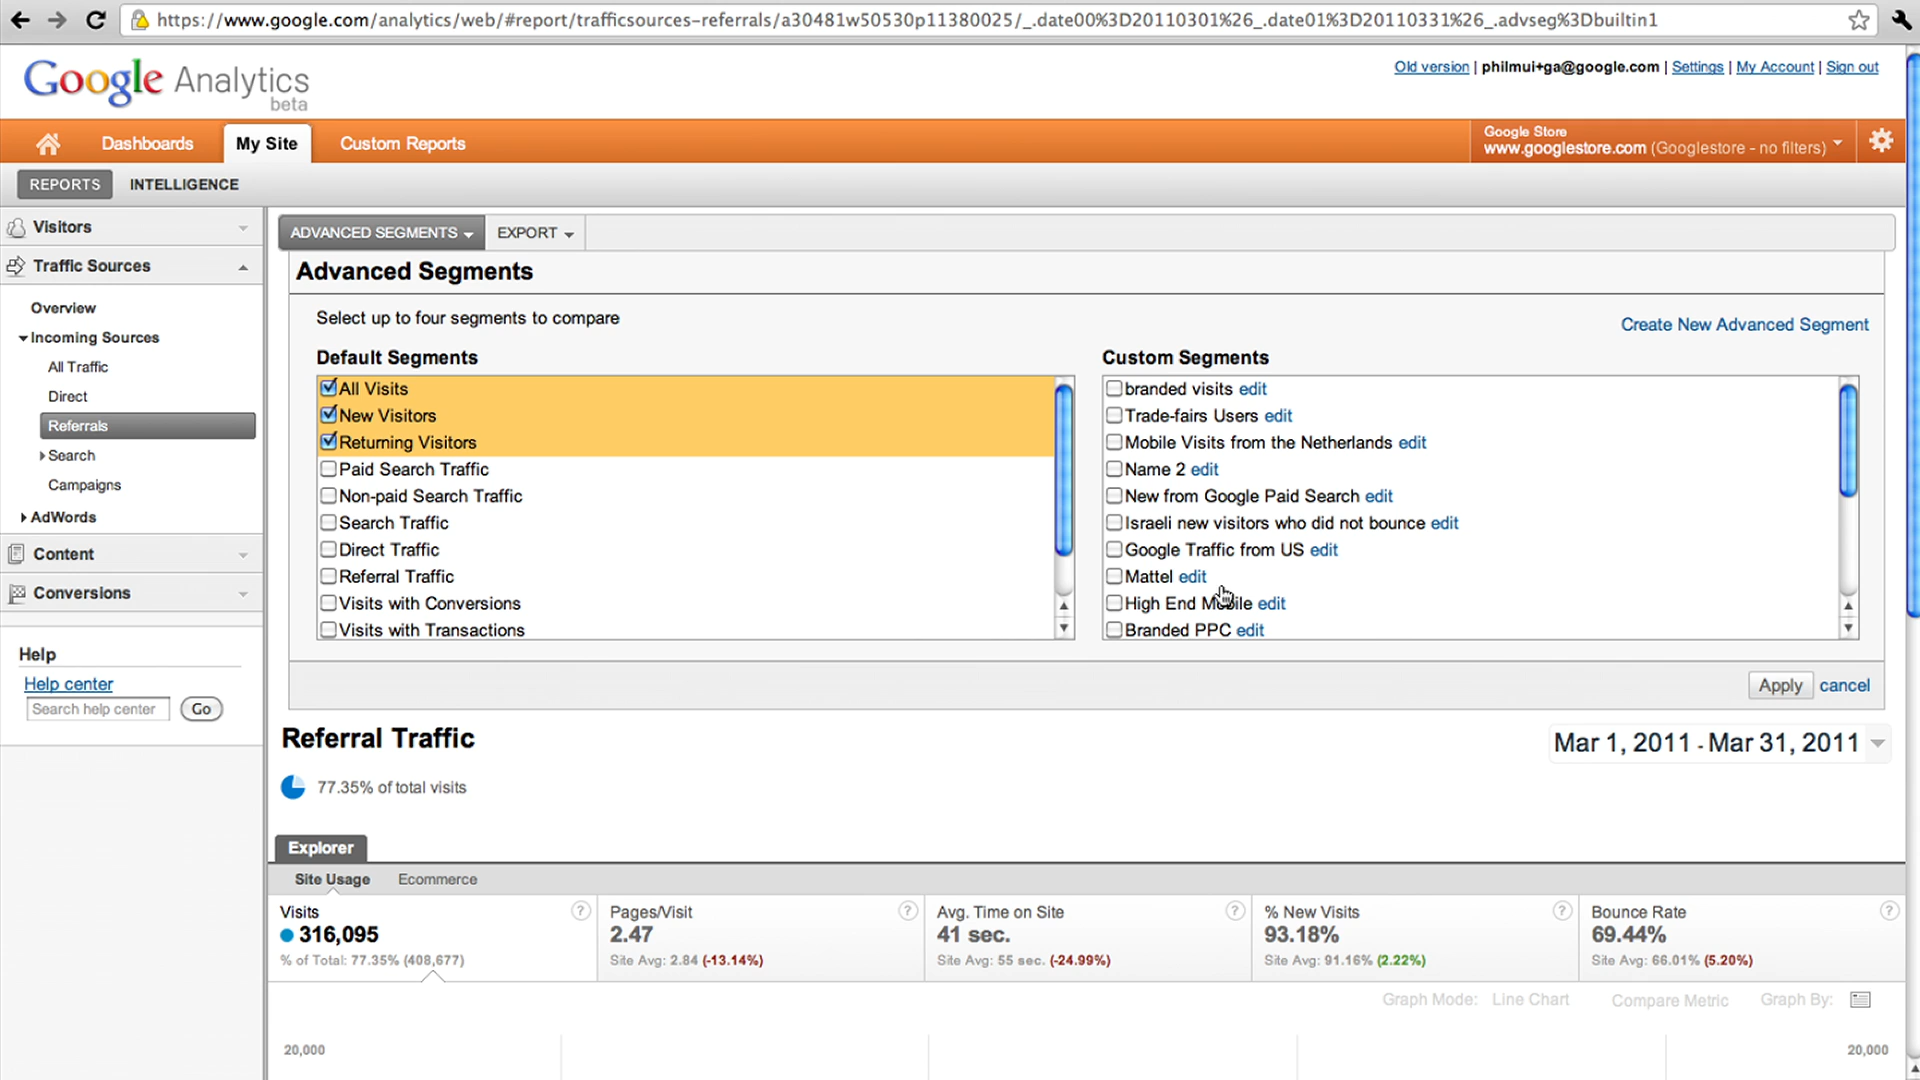 https://www.google.com/analytics/web/#report/trafficsources-referrals/a30481w50530p11380025/_.date00%3D20110301%26_.date01%3D20110331%26_.advseg%3Dbuiltin1
Google Analytics
beta
Old version | philmui+ga@google.com | Settings | My Account | Sign out
Dashboards My Site Custom Reports
Google Store
www.googlestore.com (Googlestore - no filters)
REPORTS INTELLIGENCE
Visitors
Traffic Sources
Overview
Incoming Sources
All Traffic
Direct
Referrals
Search
Campaigns
AdWords
Content
Conversions
Help
Help center
Search help center Go
ADVANCED SEGMENTS EXPORT
Advanced Segments
Select up to four segments to compare
Create New Advanced Segment
Default Segments
All Visits
New Visitors
Returning Visitors
Paid Search Traffic
Non-paid Search Traffic
Search Traffic
Direct Traffic
Referral Traffic
Visits with Conversions
Visits with Transactions
Custom Segments
branded visits edit
Trade-fairs Users edit
Mobile Visits from the Netherlands edit
Name 2 edit
New from Google Paid Search edit
Israeli new visitors who did not bounce edit
Google Traffic from US edit
Mattel edit
High End Mobile edit
Branded PPC edit
Apply cancel
Referral Traffic
Mar 1, 2011 - Mar 31, 2011
77.35% of total visits
Explorer
Site Usage Ecommerce
Visits ?
316,095
% of Total: 77.35% (408,677)
Pages/Visit ?
2.47
Site Avg: 2.84 (-13.14%)
Avg. Time on Site ?
41 sec.
Site Avg: 55 sec. (-24.99%)
% New Visits ?
93.18%
Site Avg: 91.16% (2.22%)
Bounce Rate ?
69.44%
Site Avg: 66.01% (5.20%)
Graph Mode: Line Chart Compare Metric Graph By:
20,000 20,000